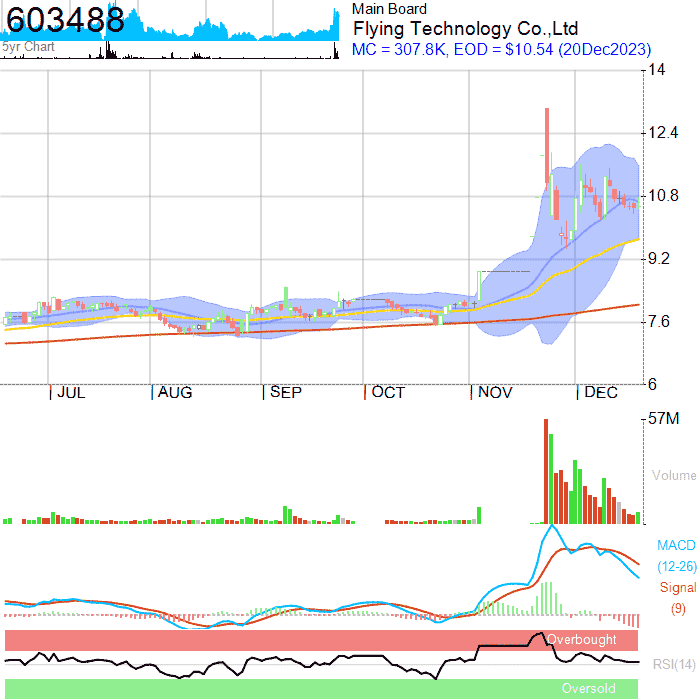 603488
5yr Chart
Main Board
Flying Technology Co.,Ltd
MC = 307.8K, EOD = $10.54 (20Dec2023)
14
12.4
10.8
9.2
7.6
6
JUL
AUG
SEP
OCT
NOV
DEC
57M
Volume
MACD
(12-26)
Signal
(9)
Overbought
RSI(14)
Oversold